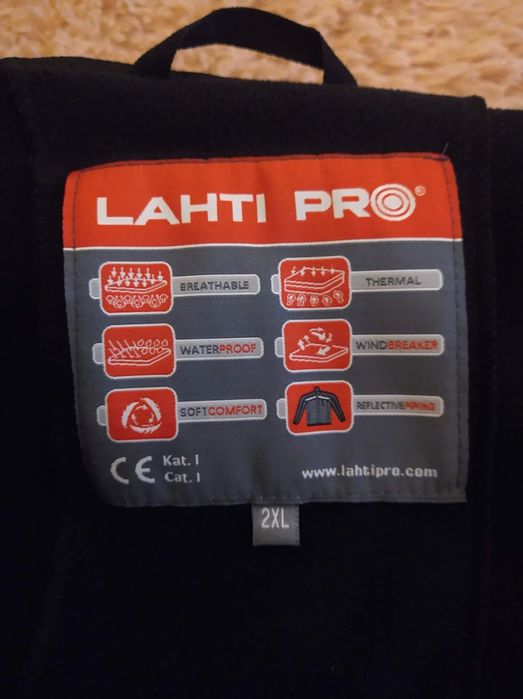 LAHTI PRO®
BREATHABLE
THERMAL
WATERPROOF
WINDBREAKER
SOFTCOMFORT
REFLECTIVEPIPING
CE
Kat. I
Cat. I
www.lahtipro.com
2XL